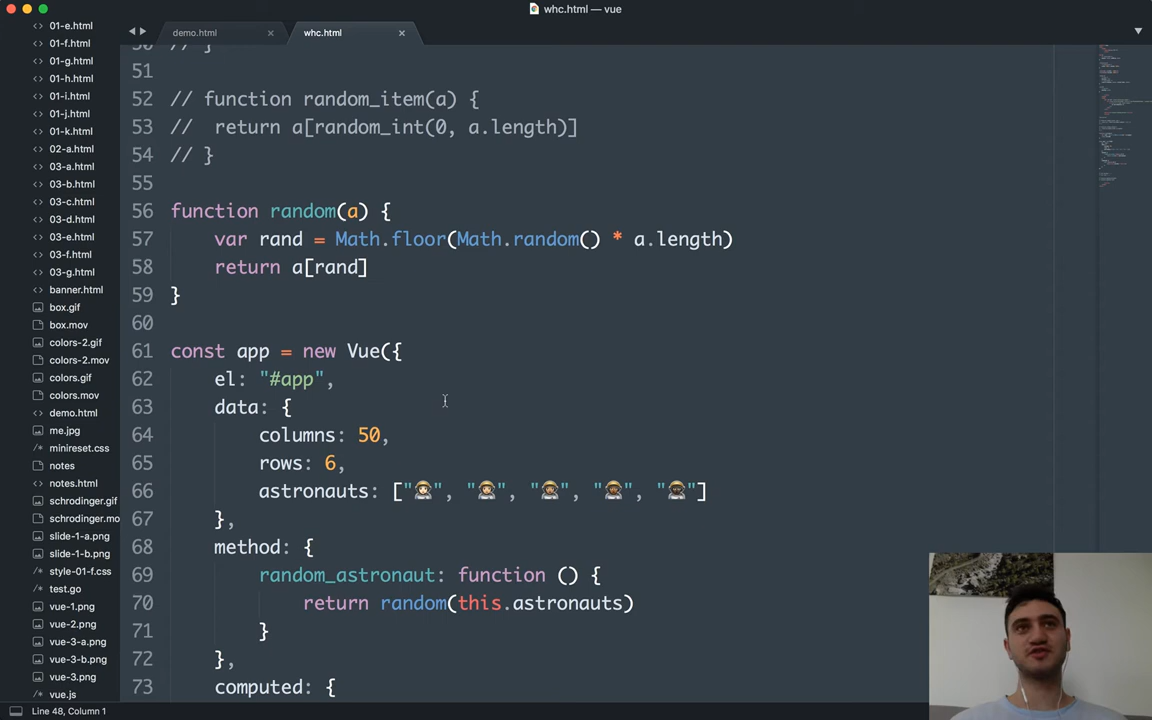 whc.html — vue
01-e.html
01-f.html
01-g.html
01-h.html
01-i.html
01-j.html
01-k.html
02-a.html
03-a.html
03-b.html
03-c.html
03-d.html
03-e.html
03-f.html
03-g.html
banner.html
box.gif
box.mov
colors-2.gif
colors-2.mov
colors.gif
colors.mov
demo.html
me.jpg
minireset.css
notes
notes.html
schrodinger.gif
schrodinger.mo
slide-1-a.png
slide-1-b.png
style-01-f.css
test.go
vue-1.png
vue-2.png
vue-3-a.png
vue-3-b.png
vue-3.png
vue.js
demo.html
whc.html
50 // }
51
52 // function random_item(a) {
53 //  return a[random_int(0, a.length)]
54 // }
55
56 function random(a) {
57     var rand = Math.floor(Math.random() * a.length)
58     return a[rand]
59 }
60
61 const app = new Vue({
62     el: "#app",
63     data: {
64         columns: 50,
65         rows: 6,
66         astronauts: ["👩🏻‍🚀", "👩🏼‍🚀", "👩🏽‍🚀", "👩🏾‍🚀", "👩🏿‍🚀"]
67     },
68     method: {
69         random_astronaut: function () {
70             return random(this.astronauts)
71         }
72     },
73     computed: {
Line 48, Column 1